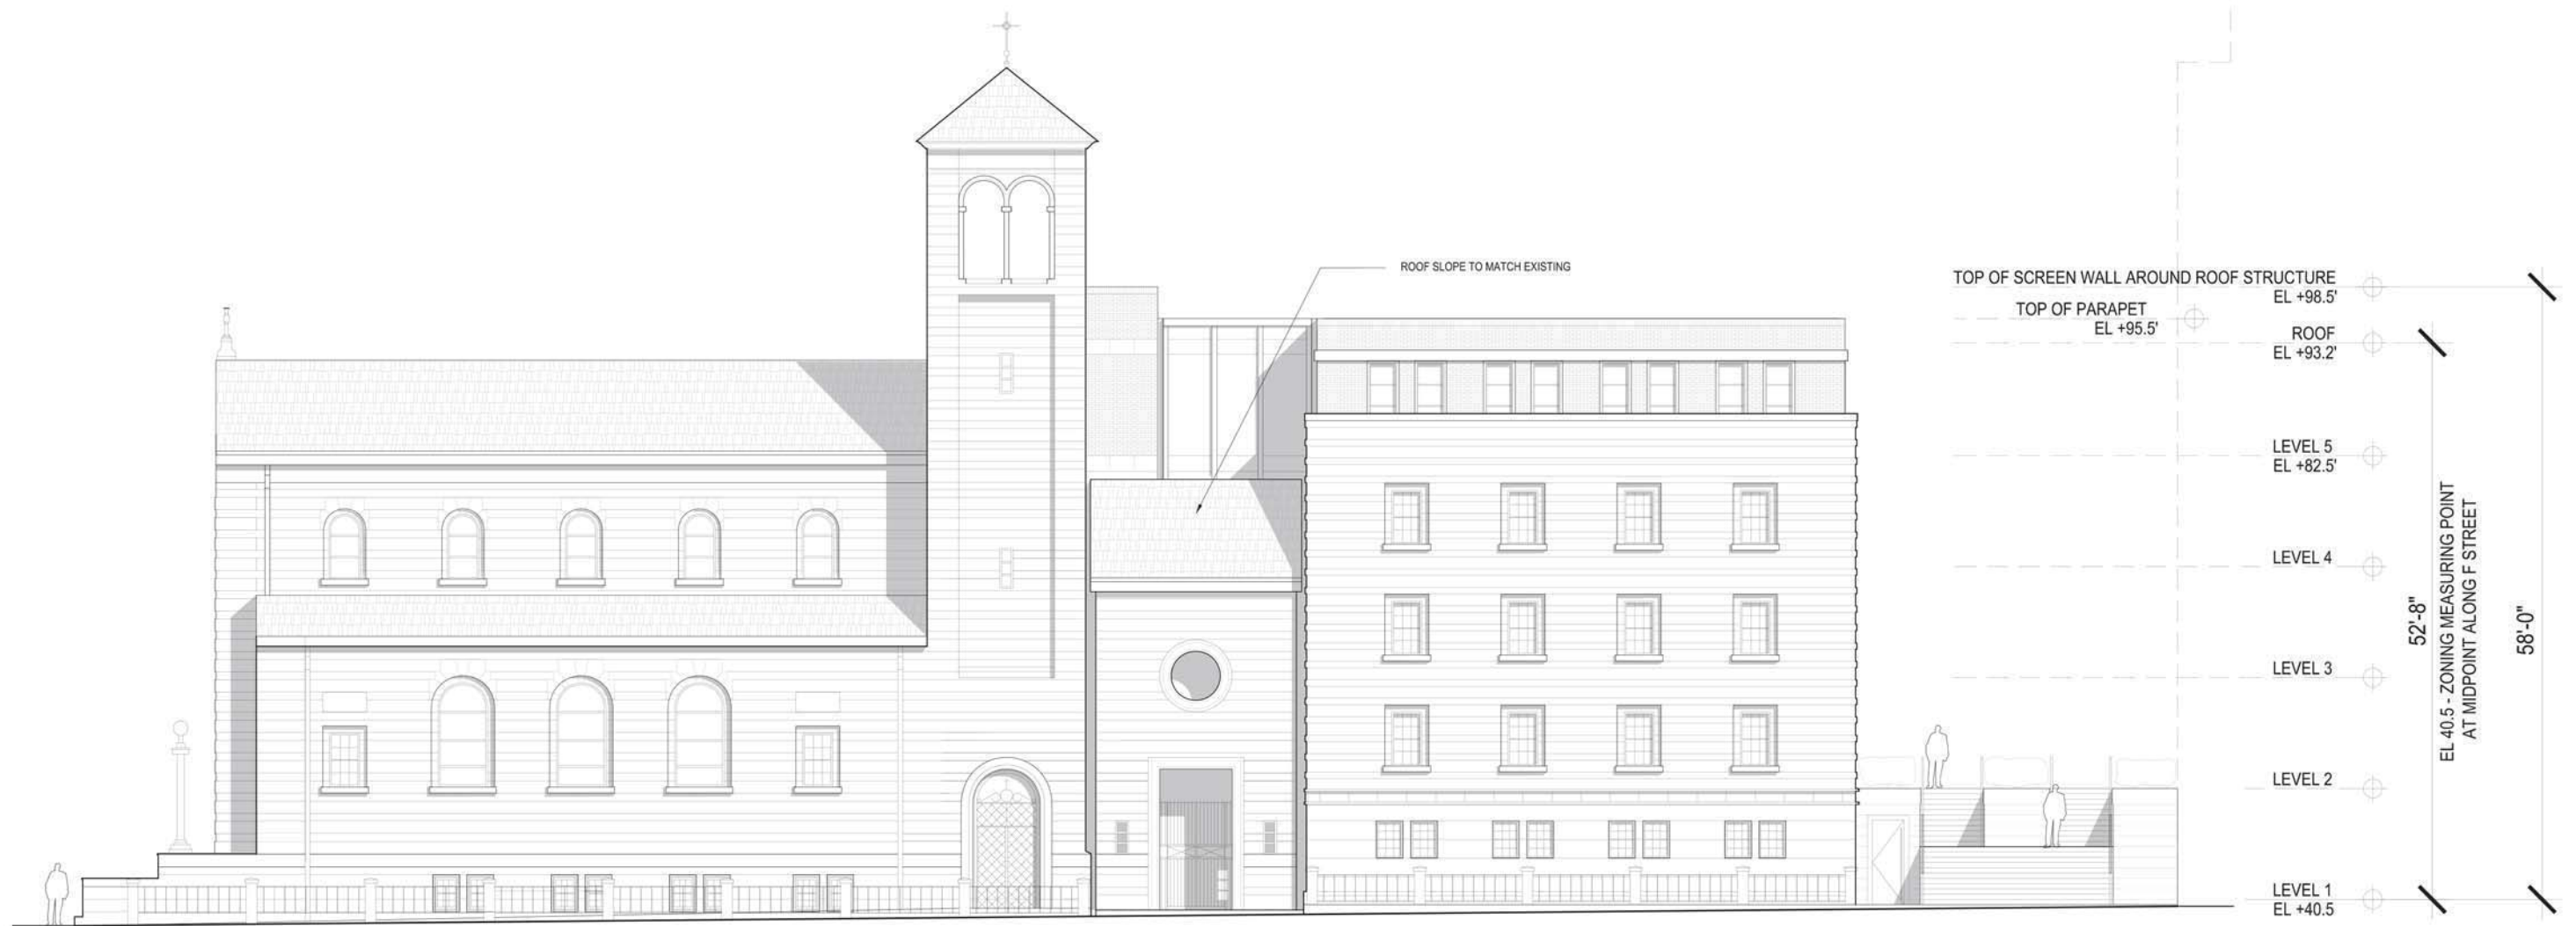 ROOF SLOPE TO MATCH EXISTING
TOP OF SCREEN WALL AROUND ROOF STRUCTURE
EL +98.5'
TOP OF PARAPET
EL +95.5'
ROOF
EL +93.2'
LEVEL 5
EL +82.5'
LEVEL 4
LEVEL 3
LEVEL 2
LEVEL 1
EL +40.5
52'-8"
EL 40.5 - ZONING MEASURING POINT
AT MIDPOINT ALONG F STREET
58'-0"